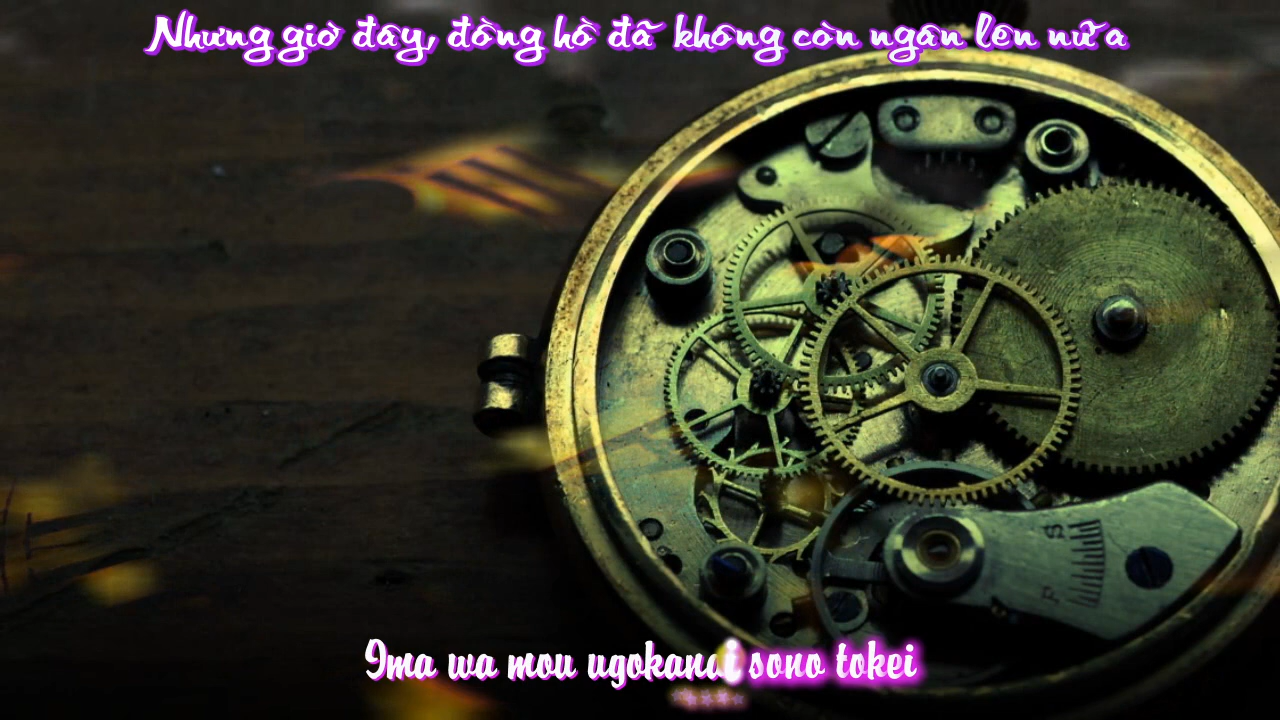 Nhưng giờ đây, đồng hồ đã không còn ngân lên nữa
S
F
Ima wa mou ugokanai sono tokei